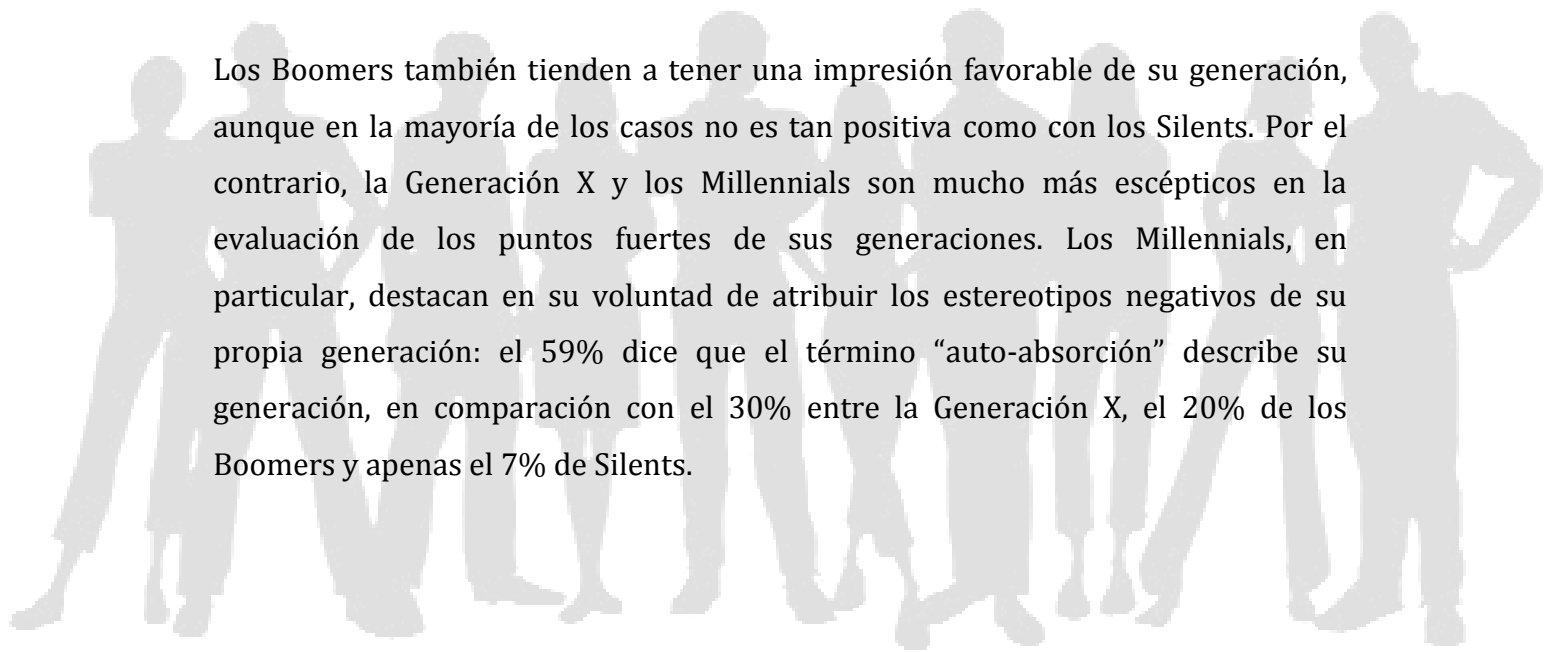 Los Boomers también tienden a tener una impresión favorable de su generación,
aunque en la mayoría de los casos no es tan positiva como con los Silents. Por el
contrario, la Generación X y los Millennials son mucho más escépticos en la
evaluación de los puntos fuertes de sus generaciones. Los Millennials, en
particular, destacan en su voluntad de atribuir los estereotipos negativos de su
propia generación: el 59% dice que el término “auto-absorción” describe su
generación, en comparación con el 30% entre la Generación X, el 20% de los
Boomers y apenas el 7% de Silents.